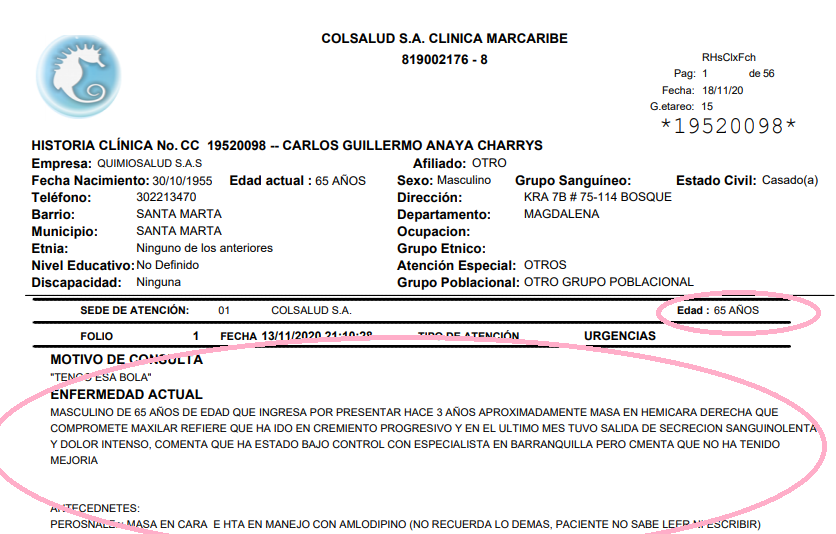 COLSALUD S.A. CLINICA MARCARIBE
819002176 - 8
RHsClxFch
Pag: 1 de 56
Fecha: 18/11/20
G.etareo: 15
*19520098*
HISTORIA CLÍNICA No. CC 19520098 -- CARLOS GUILLERMO ANAYA CHARRYS
Empresa: QUIMIOSALUD S.A.S Afiliado: OTRO
Fecha Nacimiento: 30/10/1955 Edad actual : 65 AÑOS Sexo: Masculino Grupo Sanguíneo: Estado Civil: Casado(a)
Teléfono: 302213470 Dirección: KRA 7B # 75-114 BOSQUE
Barrio: SANTA MARTA Departamento: MAGDALENA
Municipio: SANTA MARTA Ocupacion:
Etnia: Ninguno de los anteriores Grupo Etnico:
Nivel Educativo: No Definido Atención Especial: OTROS
Discapacidad: Ninguna Grupo Poblacional: OTRO GRUPO POBLACIONAL
SEDE DE ATENCIÓN: 01 COLSALUD S.A. Edad : 65 AÑOS
FOLIO 1 FECHA 13/11/2020 21:10:28 TIPO DE ATENCIÓN URGENCIAS
MOTIVO DE CONSULTA
"TENGO ESA BOLA"
ENFERMEDAD ACTUAL
MASCULINO DE 65 AÑOS DE EDAD QUE INGRESA POR PRESENTAR HACE 3 AÑOS APROXIMADAMENTE MASA EN HEMICARA DERECHA QUE
COMPROMETE MAXILAR REFIERE QUE HA IDO EN CREMIENTO PROGRESIVO Y EN EL ULTIMO MES TUVO SALIDA DE SECRECION SANGUINOLENTA
Y DOLOR INTENSO, COMENTA QUE HA ESTADO BAJO CONTROL CON ESPECIALISTA EN BARRANQUILLA PERO CMENTA QUE NO HA TENIDO
MEJORIA
ANTECEDNETES:
PEROSNALE: MASA EN CARA E HTA EN MANEJO CON AMLODIPINO (NO RECUERDA LO DEMAS, PACIENTE NO SABE LEER NI ESCRIBIR)